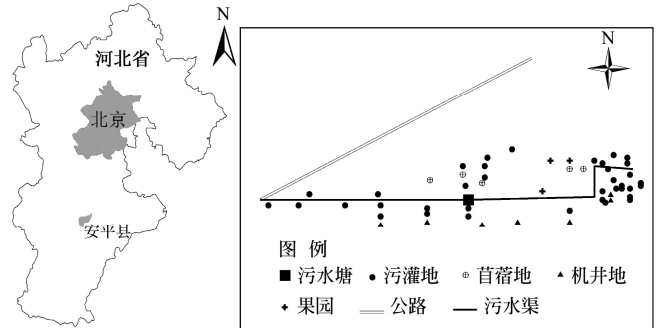 N
河北省
北京
安平县
N
图 例
污水塘 污灌地 苜蓿地 机井地
果园 公路 污水渠